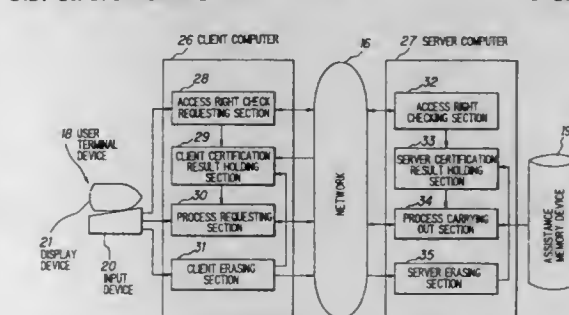 26 CLIENT COMPUTER
16
27 SERVER COMPUTER
28
ACCESS RIGHT CHECK
REQUESTING SECTION
32
ACCESS RIGHT
CHECKING SECTION
19
18 USER
TERMINAL
DEVICE
29
CLIENT CERTIFICATION
RESULT HOLDING
SECTION
33
SERVER CERTIFICATION
RESULT HOLDING
SECTION
NETWORK
30
PROCESS REQUESTING
SECTION
34
PROCESS CARRYING
OUT SECTION
ASSISTANCE
MEMORY DEVICE
21
DISPLAY
DEVICE
20
INPUT
DEVICE
31
CLIENT ERASING
SECTION
35
SERVER ERASING
SECTION